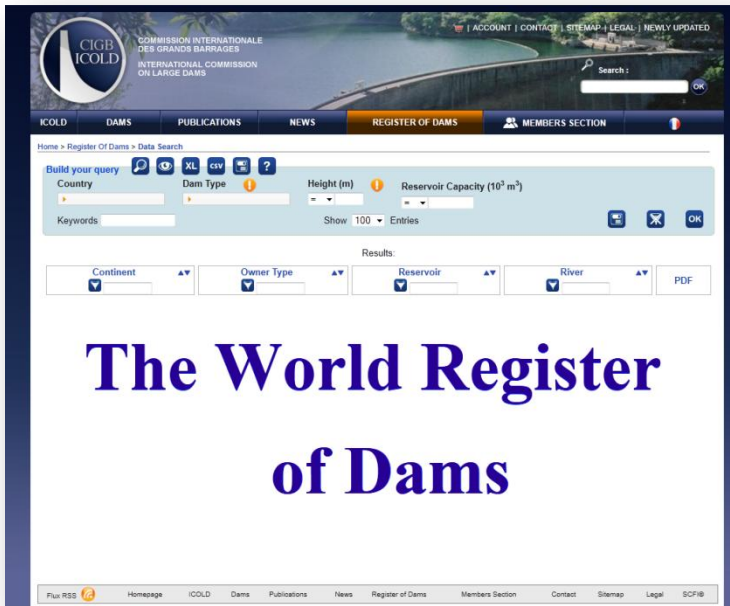 ACCOUNT | CONTACT | SITEMAP | LEGAL | NEWLY UPDATED
CIGB
ICOLD
COMMISSION INTERNATIONALE
DES GRANDS BARRAGES
INTERNATIONAL COMMISSION
ON LARGE DAMS
Search :
OK
ICOLD DAMS PUBLICATIONS NEWS REGISTER OF DAMS MEMBERS SECTION
Home > Register Of Dams > Data Search
Build your query XL CSV ?
Country Dam Type ! Height (m) ! Reservoir Capacity (10³ m³)
= =
Keywords Show 100 Entries OK
Results:
Continent Owner Type Reservoir River PDF
The World Register
of Dams
Flux RSS Homepage ICOLD Dams Publications News Register of Dams Members Section Contact Sitemap Legal SCFI®